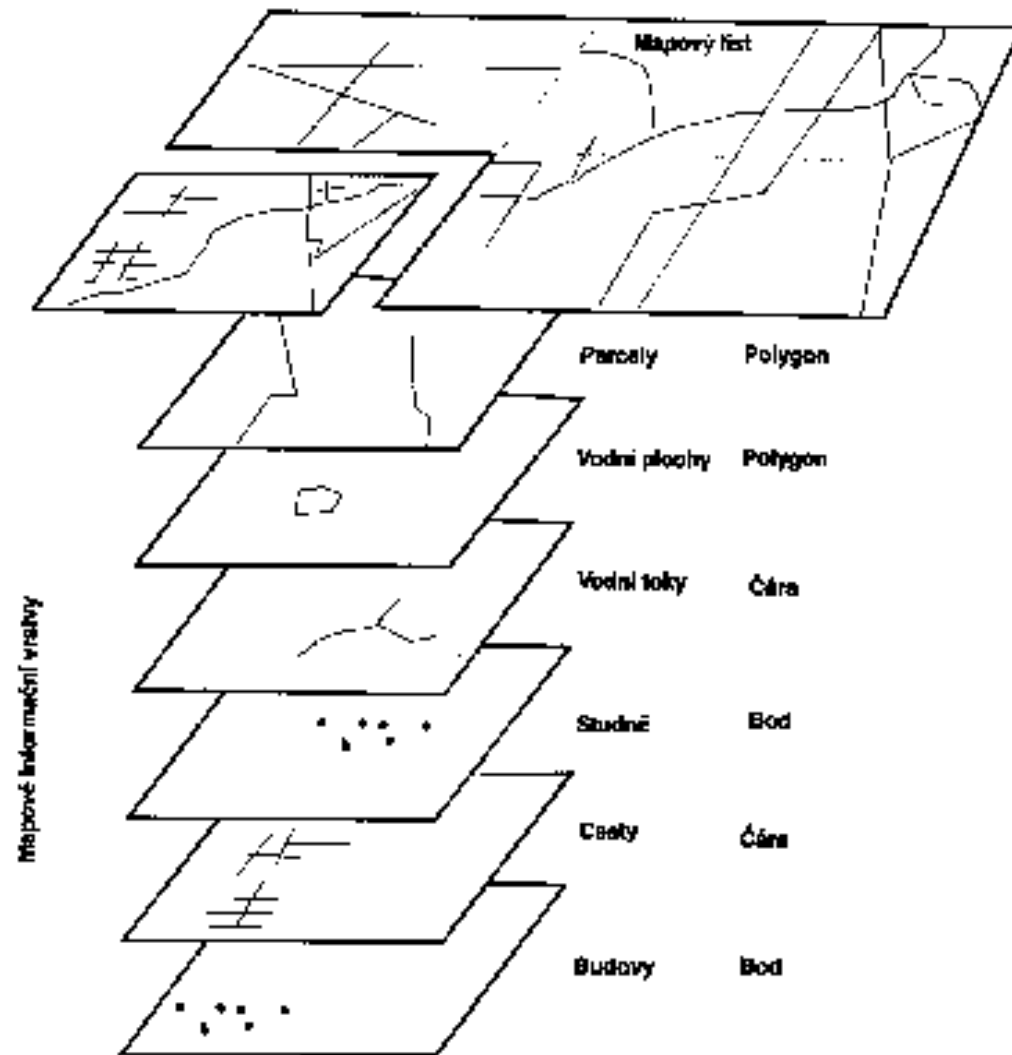 Mapový list
Parcely Polygon
Vodní plochy Polygon
Vodní toky Čára
Studně Bod
Cesty Čára
Budovy Bod
Mapové informační vrstvy